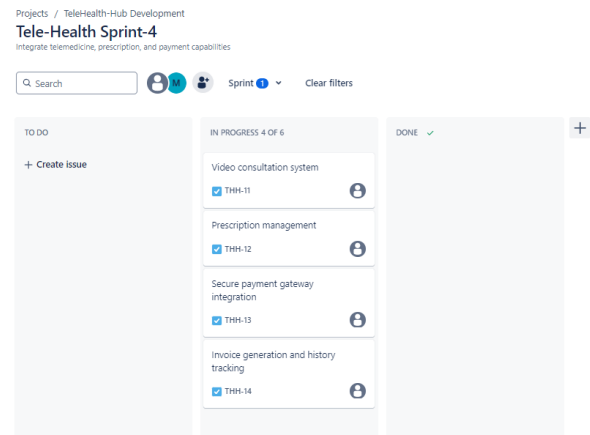 Projects / TeleHealth-Hub Development
Tele-Health Sprint-4
Integrate telemedicine, prescription, and payment capabilities
Search
M
Sprint 1
Clear filters
TO DO
+ Create issue
IN PROGRESS 4 OF 6
Video consultation system
THH-11
Prescription management
THH-12
Secure payment gateway
integration
THH-13
Invoice generation and history
tracking
THH-14
DONE